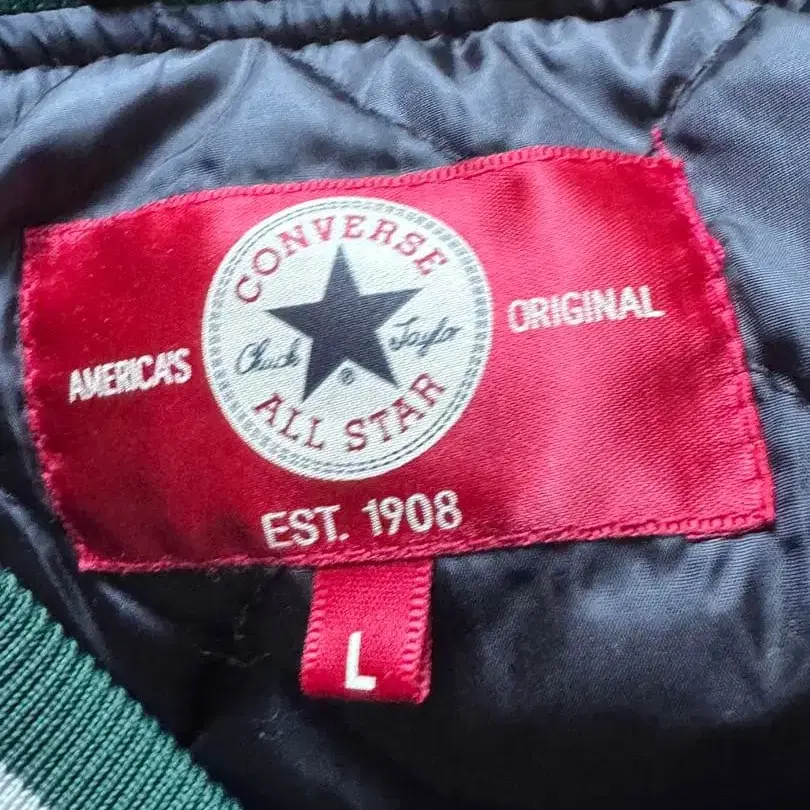 CONVERSE
Chuck Taylor
®
ALL STAR
AMERICA'S
ORIGINAL
EST. 1908
L